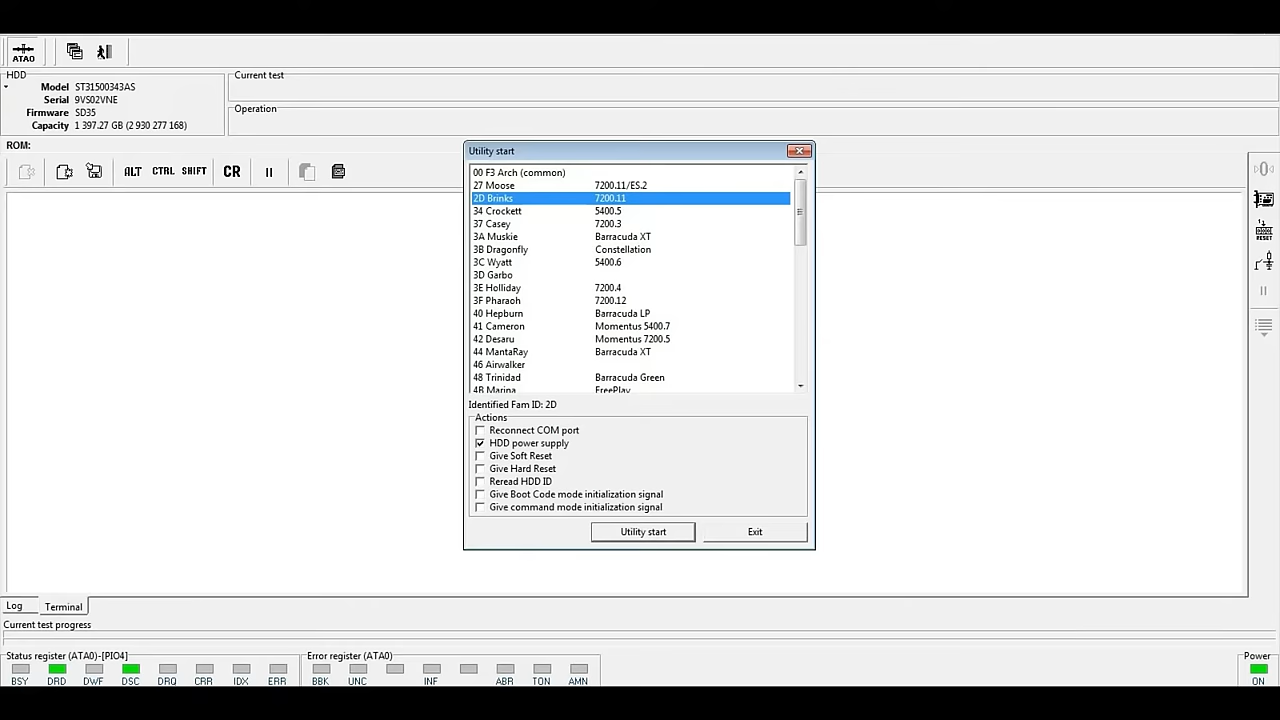 ATA0
HDD
Model ST31500343AS
Serial 9VS02VNE
Firmware SD35
Capacity 1 397.27 GB (2 930 277 168)
Current test
Operation
ROM:
ALT CTRL SHIFT CR
Utility start
00 F3 Arch (common)
27 Moose 7200.11/ES.2
2D Brinks 7200.11
34 Crockett 5400.5
37 Casey 7200.3
3A Muskie Barracuda XT
3B Dragonfly Constellation
3C Wyatt 5400.6
3D Garbo
3E Holliday 7200.4
3F Pharaoh 7200.12
40 Hepburn Barracuda LP
41 Cameron Momentus 5400.7
42 Desaru Momentus 7200.5
44 MantaRay Barracuda XT
46 Airwalker
48 Trinidad Barracuda Green
4B Marina FreePlay
Identified Fam ID: 2D
Actions
Reconnect COM port
HDD power supply
Give Soft Reset
Give Hard Reset
Reread HDD ID
Give Boot Code mode initialization signal
Give command mode initialization signal
Utility start Exit
RESET
Log Terminal
Current test progress
Status register (ATA0)-[PIO4] Error register (ATA0) Power
BSY DRD DWF DSC DRQ CRR IDX ERR BBK UNC INF ABR TON AMN ON